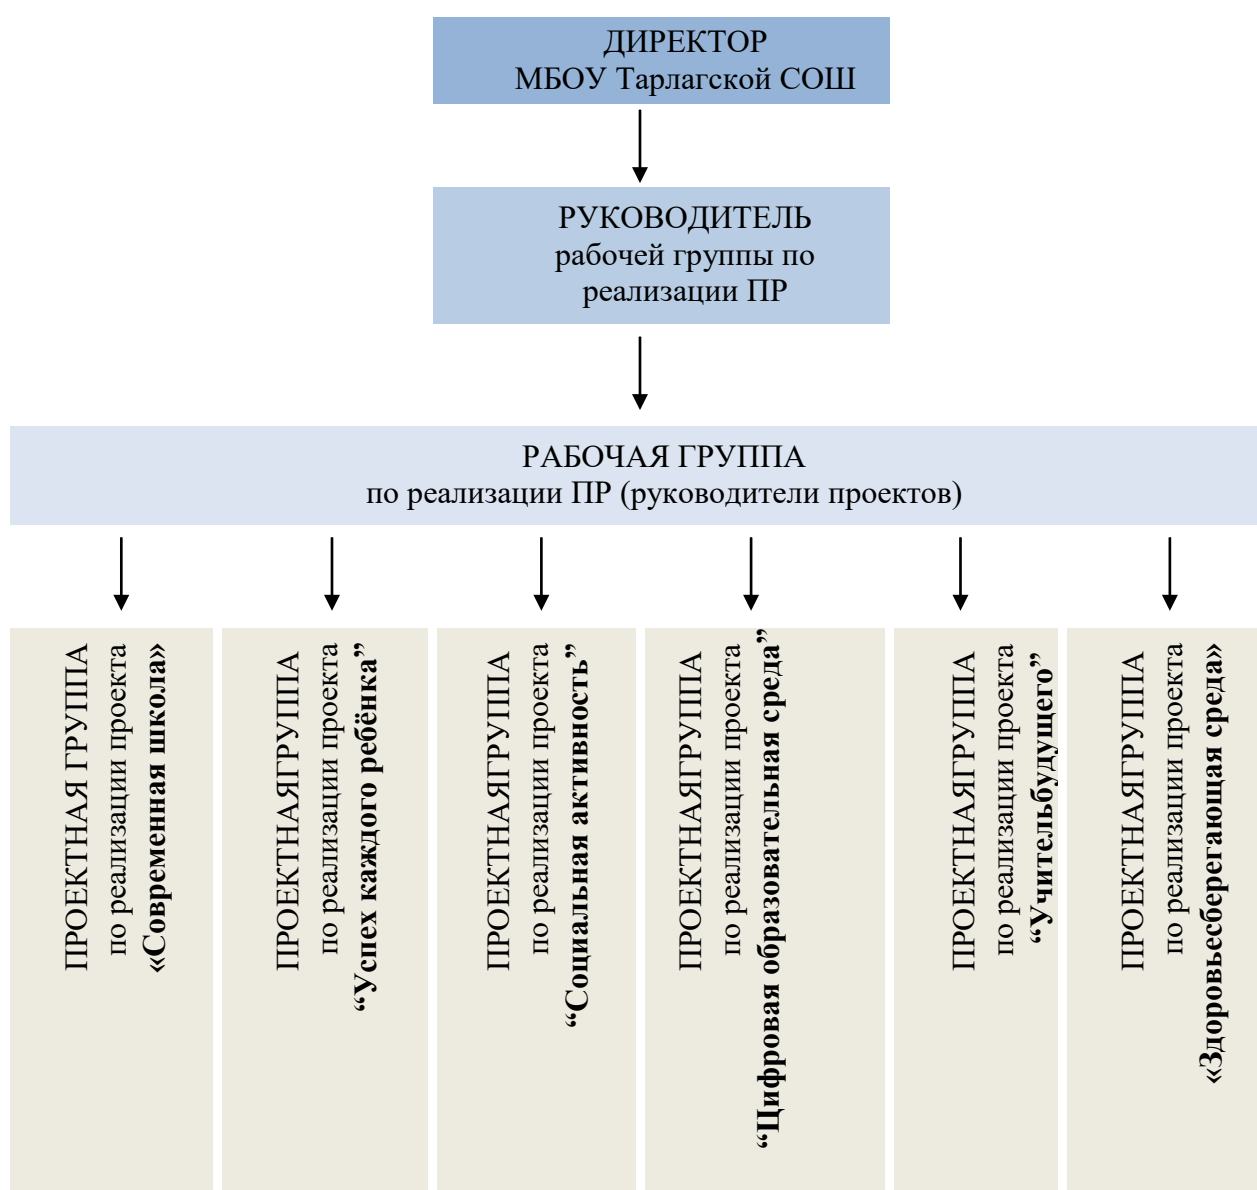 ДИРЕКТОР
МБОУ Тарлагской СОШ
РУКОВОДИТЕЛЬ
рабочей группы по
реализации ПР
РАБОЧАЯ ГРУППА
по реализации ПР (руководители проектов)
ПРОЕКТНАЯ ГРУППА
по реализации проекта
«Современная школа»
ПРОЕКТНАЯГРУППА
по реализации проекта
“Успех каждого ребёнка”
ПРОЕКТНАЯГРУППА
по реализации проекта
“Социальная активность”
ПРОЕКТНАЯГРУППА
по реализации проекта
“Цифровая образовательная среда”
ПРОЕКТНАЯГРУППА
по реализации проекта
“Учительбудущего”
ПРОЕКТНАЯГРУППА
по реализации проекта
«Здоровьесберегающая среда»